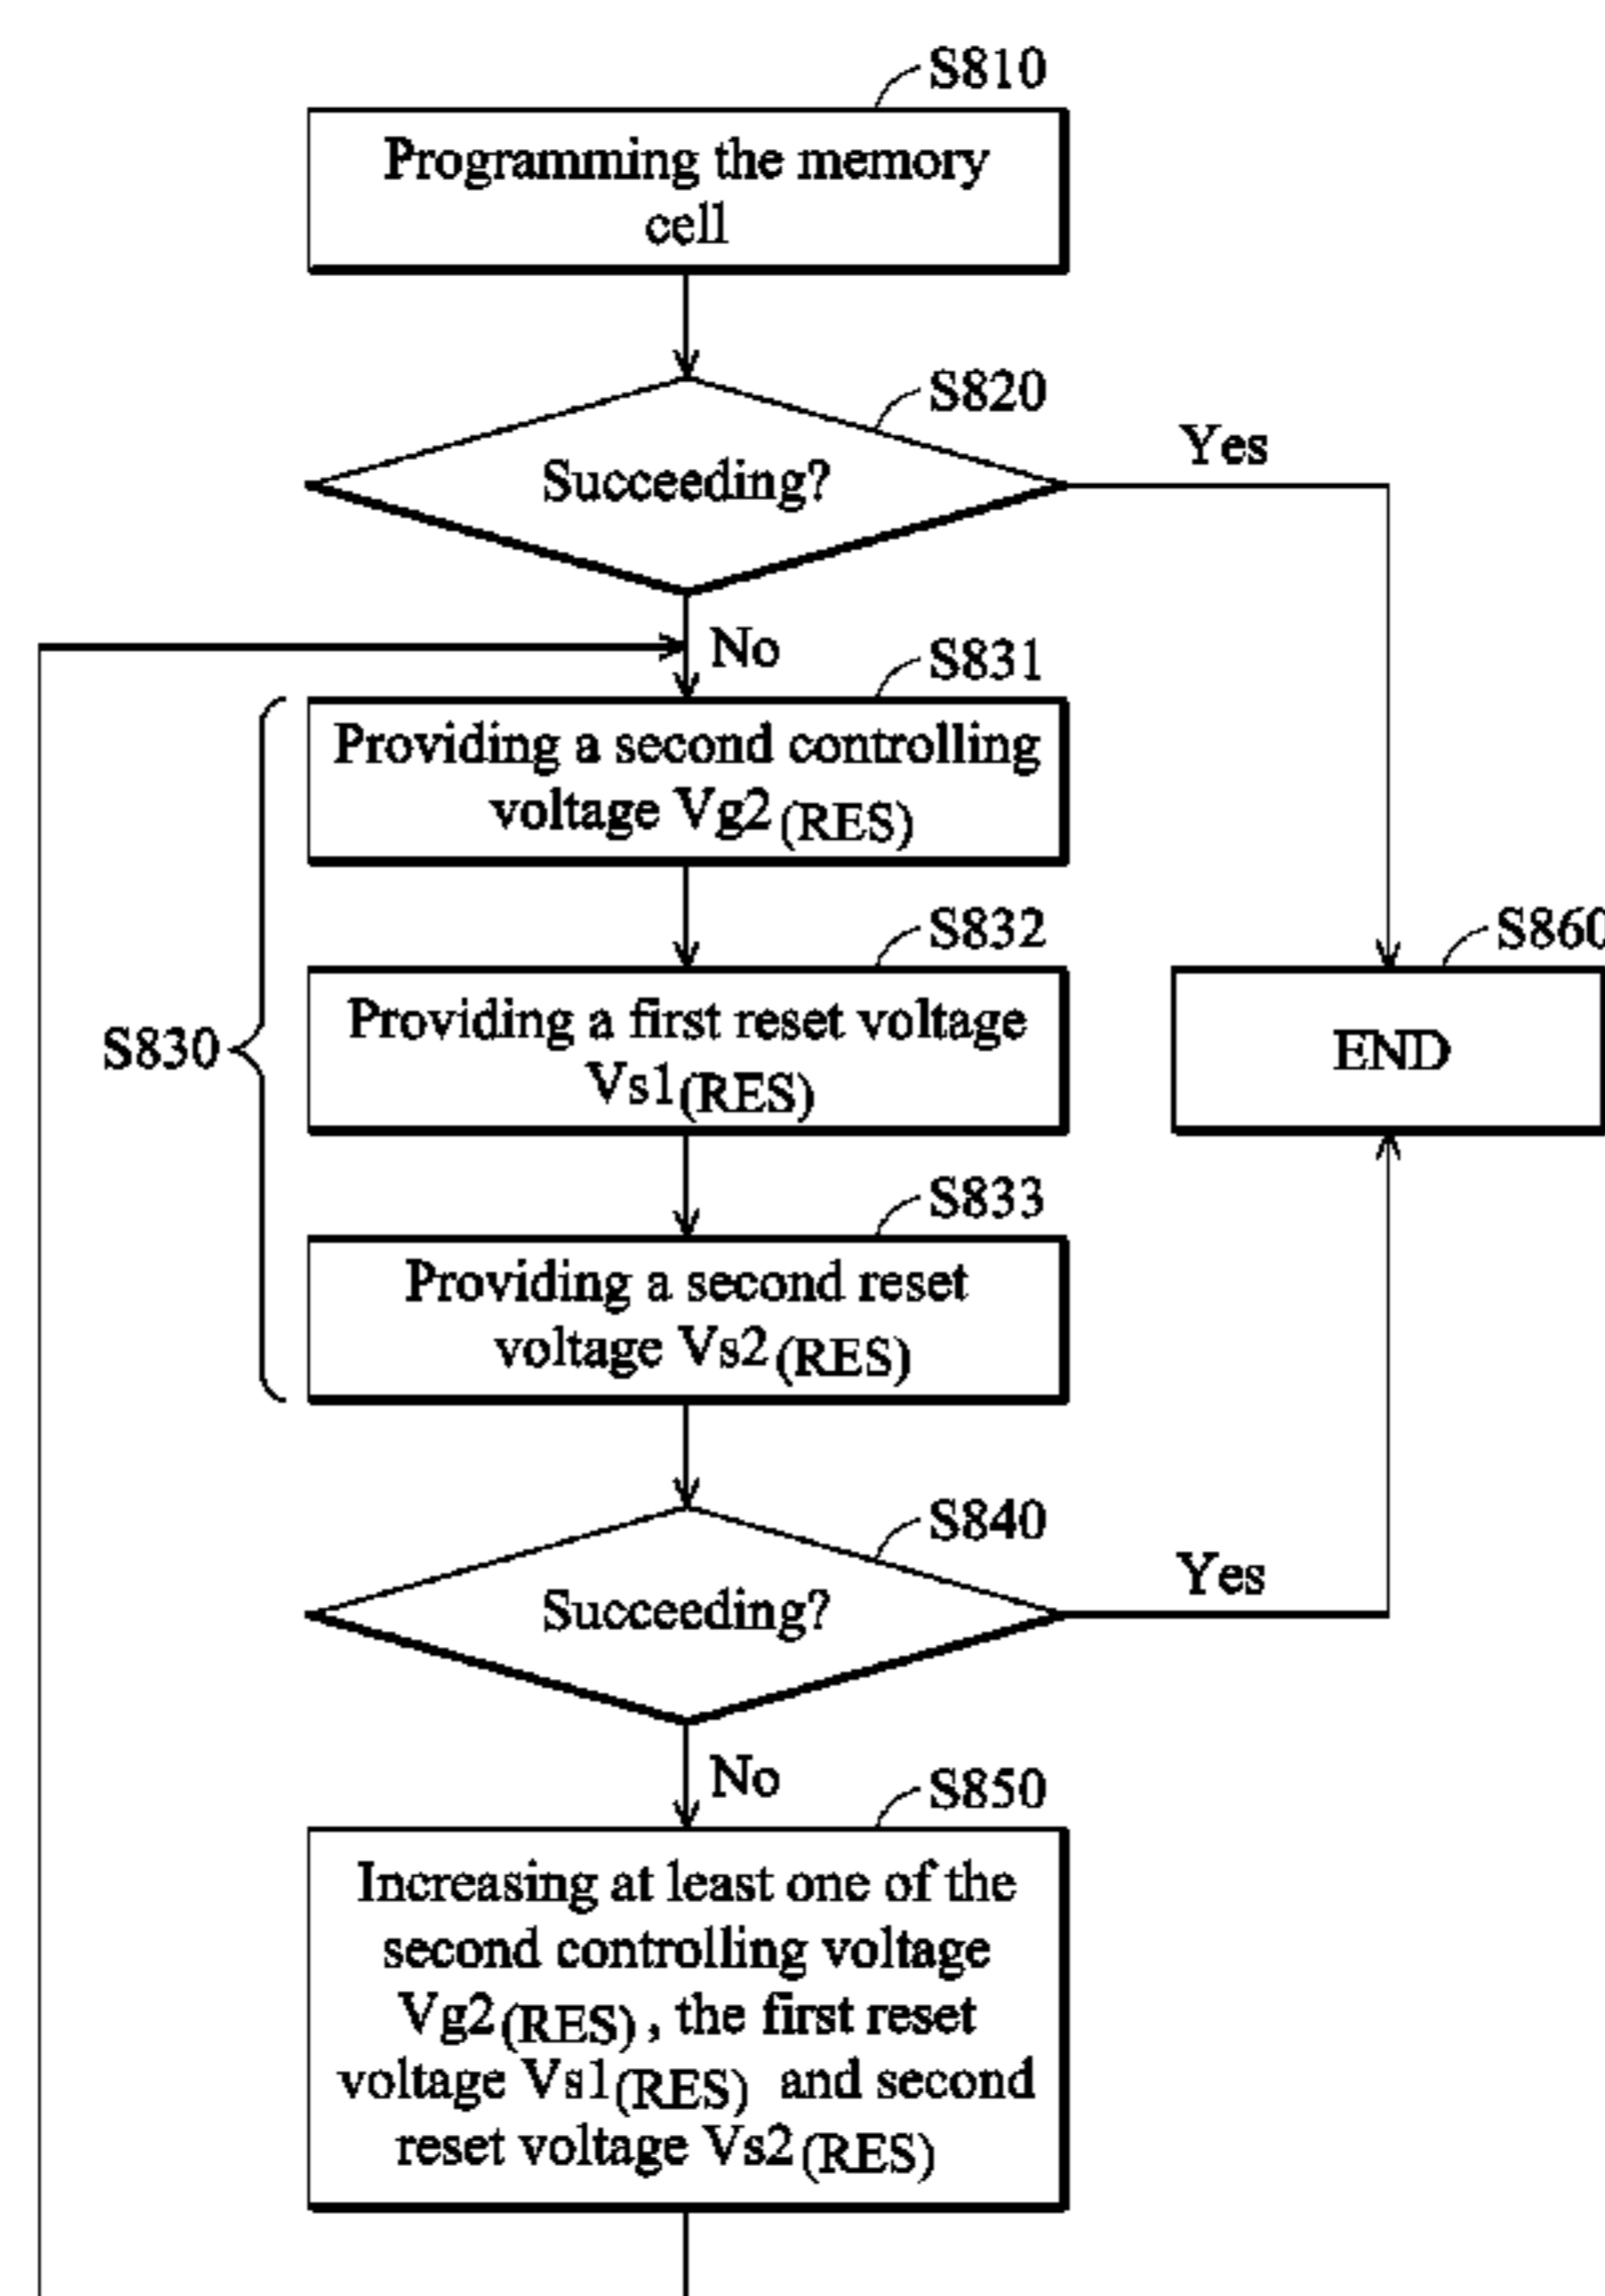 S810
Programming the memory
cell
S820
Succeeding?
Yes
No
S831
Providing a second controlling
voltage Vg2(RES)
S832
Providing a first reset voltage
Vs1(RES)
S830
S860
END
S833
Providing a second reset
voltage Vs2(RES)
S840
Succeeding?
Yes
No
S850
Increasing at least one of the
second controlling voltage
Vg2(RES), the first reset
voltage Vs1(RES) and second
reset voltage Vs2(RES)